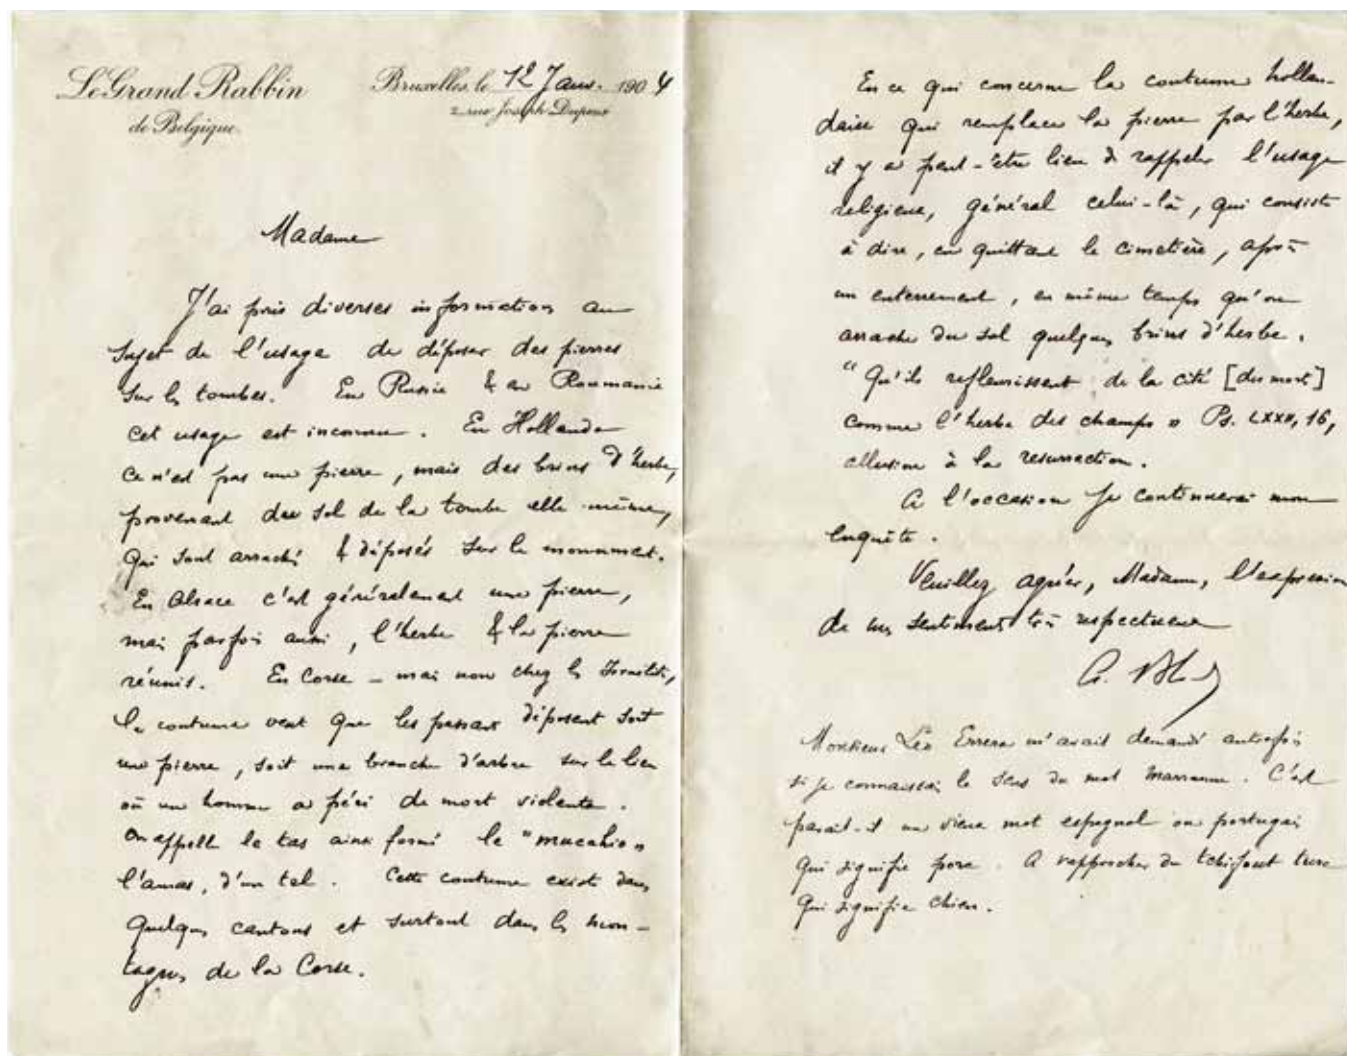 Le Grand Rabbin
de Belgique.
Bruxelles, le 12 Janv. 1904
2, rue Joseph Dupont
Madame
J'ai pris diverses informations au
sujet de l'usage de déposer des pierres
sur les tombes. En Russie & en Roumanie
cet usage est inconnu. En Hollande
ce n'est pas une pierre, mais des brins d'herbe,
provenant du sol de la tombe elle-même,
qui sont arrachés & déposés sur le monument.
En Alsace c'est généralement une pierre,
mais parfois aussi, l'herbe & la pierre
réunis. En Corse – mais non chez les Israélites,
la coutume veut que les passants déposent soit
une pierre, soit une branche d'arbre sur le lieu
où un homme a péri de mort violente.
On appelle le tas ainsi formé le "mucchio"
l'amas, d'un tel. Cette coutume existe dans
quelques cantons et surtout dans les mon-
tagnes de la Corse.
En ce qui concerne la coutume hollan-
daise qui remplace la pierre par l'herbe,
il y a peut-être lieu de rappeler l'usage
religieux, général celui-là, qui consiste
à dire, en quittant le cimetière, après
un enterrement, en même temps qu'on
arrache du sol quelques brins d'herbe.
"Qu'ils refleurissent de la cité [des morts]
comme l'herbe des champs" Ps. LXXII, 16,
allusion à la résurrection.
A l'occasion je continuerai mon
enquête.
Veuillez agréer, Madame, l'expression
de mes sentiments très respectueux
Monsieur Léo Errera m'avait demandé autrefois
si je connaissais le sens du mot marranne. C'est
parait-il un vieux mot espagnol ou portugais
qui signifie porc. A rapprocher du tchifout turc
qui signifie chien.